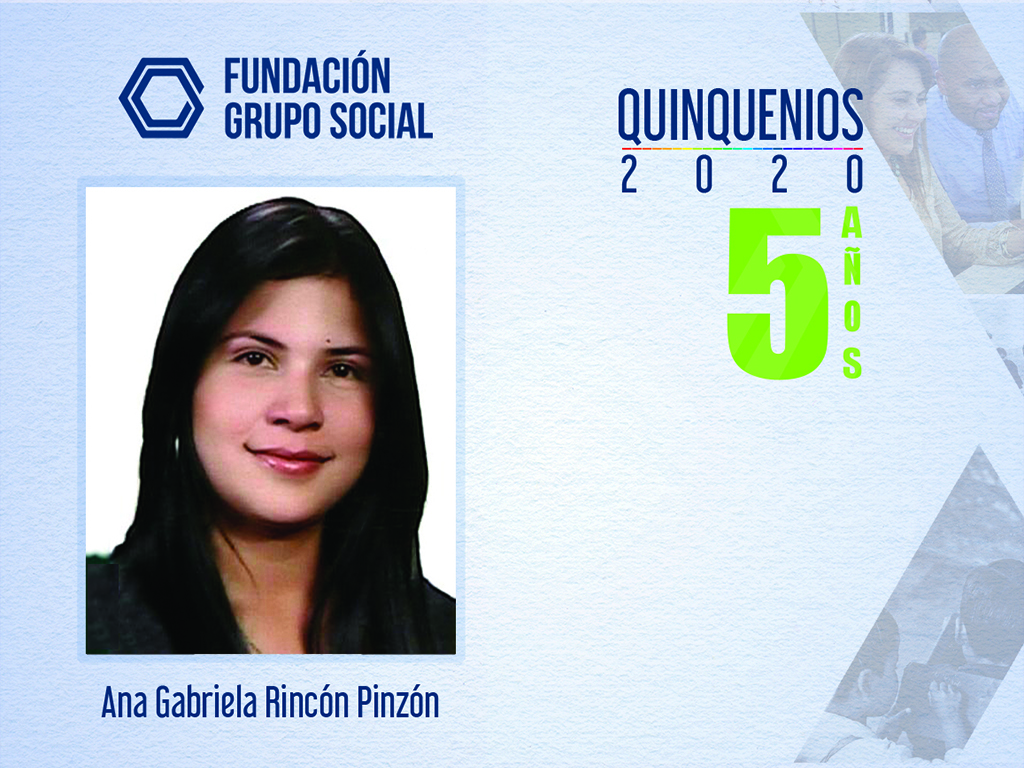 FUNDACIÓN
GRUPO SOCIAL
QUINQUENIOS
2020
5 AÑOS
Ana Gabriela Rincón Pinzón